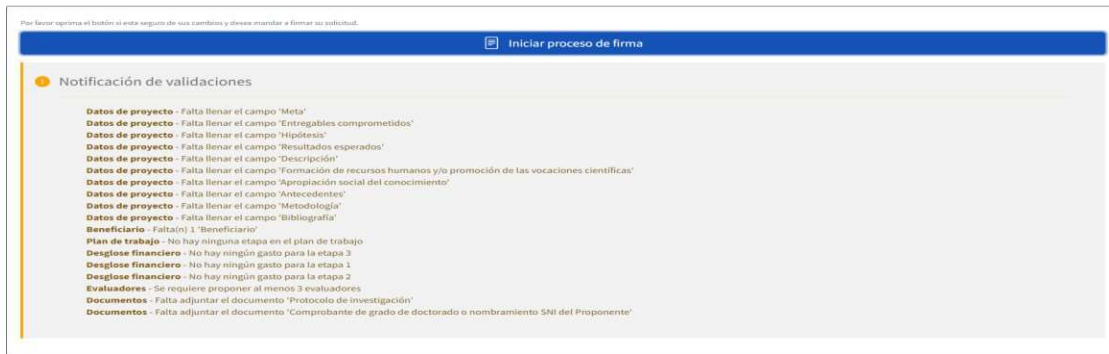 Por favor oprima el botón si esta seguro de sus cambios y desea mandar a firmar su solicitud.
Iniciar proceso de firma
Notificación de validaciones
Datos de proyecto - Falta llenar el campo 'Meta'
Datos de proyecto - Falta llenar el campo 'Entregables comprometidos'
Datos de proyecto - Falta llenar el campo 'Hipótesis'
Datos de proyecto - Falta llenar el campo 'Resultados esperados'
Datos de proyecto - Falta llenar el campo 'Descripción'
Datos de proyecto - Falta llenar el campo 'Formación de recursos humanos y/o promoción de las vocaciones científicas'
Datos de proyecto - Falta llenar el campo 'Apropiación social del conocimiento'
Datos de proyecto - Falta llenar el campo 'Antecedentes'
Datos de proyecto - Falta llenar el campo 'Metodología'
Datos de proyecto - Falta llenar el campo 'Bibliografía'
Beneficiario - Falta(n) 1 'Beneficiario'
Plan de trabajo - No hay ninguna etapa en el plan de trabajo
Desglose financiero - No hay ningún gasto para la etapa 3
Desglose financiero - No hay ningún gasto para la etapa 1
Desglose financiero - No hay ningún gasto para la etapa 2
Evaluadores - Se requiere proponer al menos 3 evaluadores
Documentos - Falta adjuntar el documento 'Protocolo de investigación'
Documentos - Falta adjuntar el documento 'Comprobante de grado de doctorado o nombramiento SNI del Proponente'